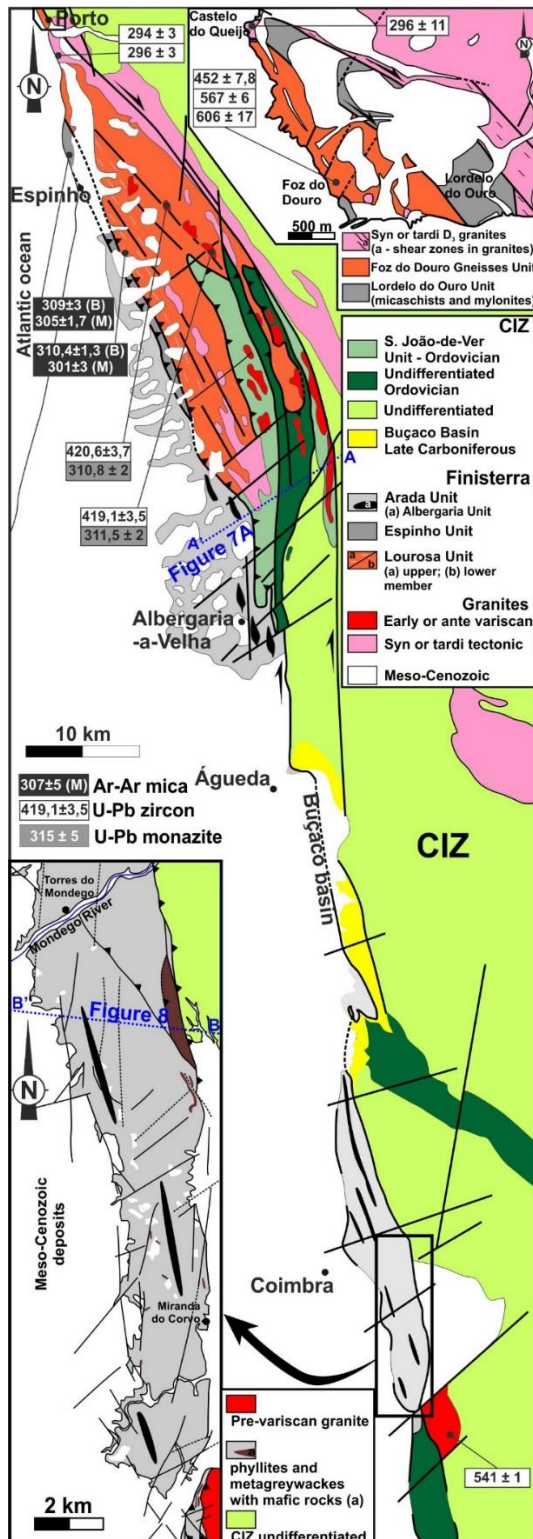 Porto
294 ± 3
296 ± 3
N
Espinho
Atlantic ocean
309±3 (B)
305±1,7 (M)
310,4±1,3 (B)
301±3 (M)
420,6±3,7
310,8 ± 2
419,1±3,5
311,5 ± 2
A
A'
Figure 7A
Albergaria
-a-Velha
10 km
307±5 (M) Ar-Ar mica
419,1±3,5 U-Pb zircon
315 ± 5 U-Pb monazite
Águeda
Buçaco basin
CIZ
Coimbra
541 ± 1
Castelo
do Queijo
296 ± 11
N
452 ± 7,8
567 ± 6
606 ± 17
Foz do
Douro
Lordelo
do Ouro
500 m
a
Syn or tardi D₃ granites
(a - shear zones in granites)
Foz do Douro Gneisses Unit
Lordelo do Ouro Unit
(micaschists and mylonites)
CIZ
S. João-de-Ver
Unit - Ordovician
Undifferentiated
Ordovician
Undifferentiated
Buçaco Basin
Late Carboniferous
Finisterra
a
Arada Unit
(a) Albergaria Unit
Espinho Unit
a
b
Lourosa Unit
(a) upper; (b) lower
member
Granites
Early or ante variscan
Syn or tardi tectonic
Meso-Cenozoic
Torres do
Mondego
Mondego River
B'
Figure 8
B
N
Meso-Cenozoic
deposits
Miranda
do Corvo
2 km
Pre-variscan granite
a
phyllites and
metagreywackes
with mafic rocks (a)
CIZ undifferentiated